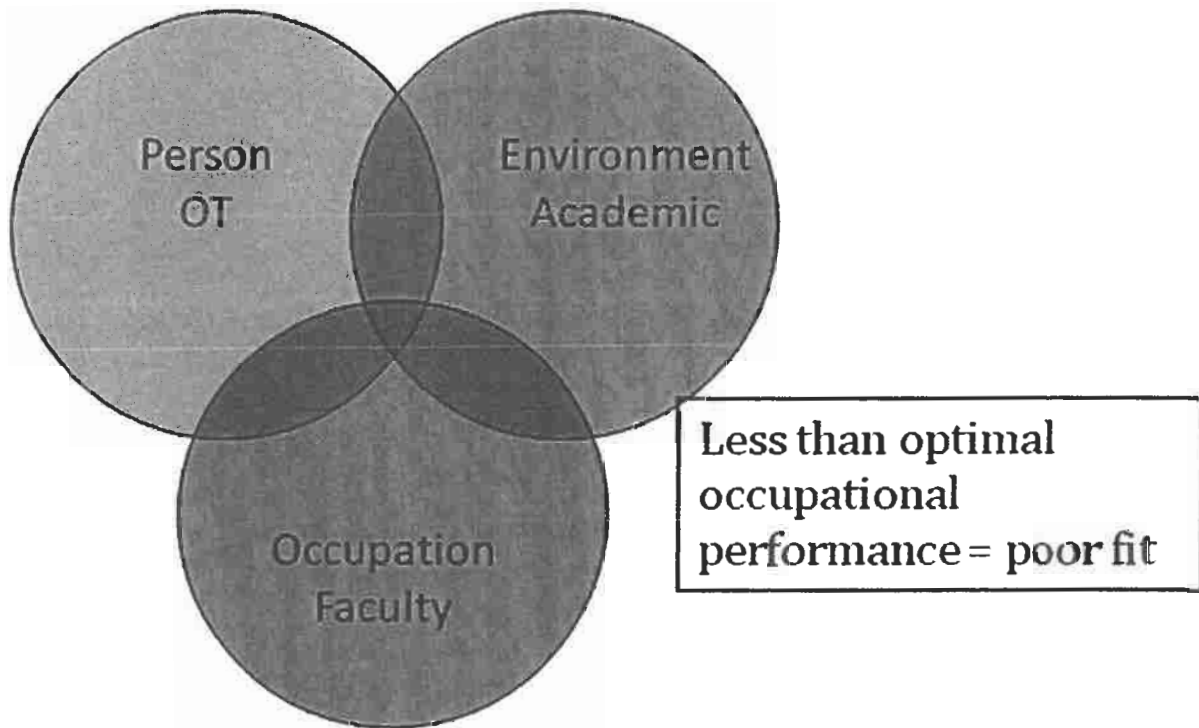 Person
OT
Environment
Academic
Occupation
Faculty
Less than optimal
occupational
performance = poor fit